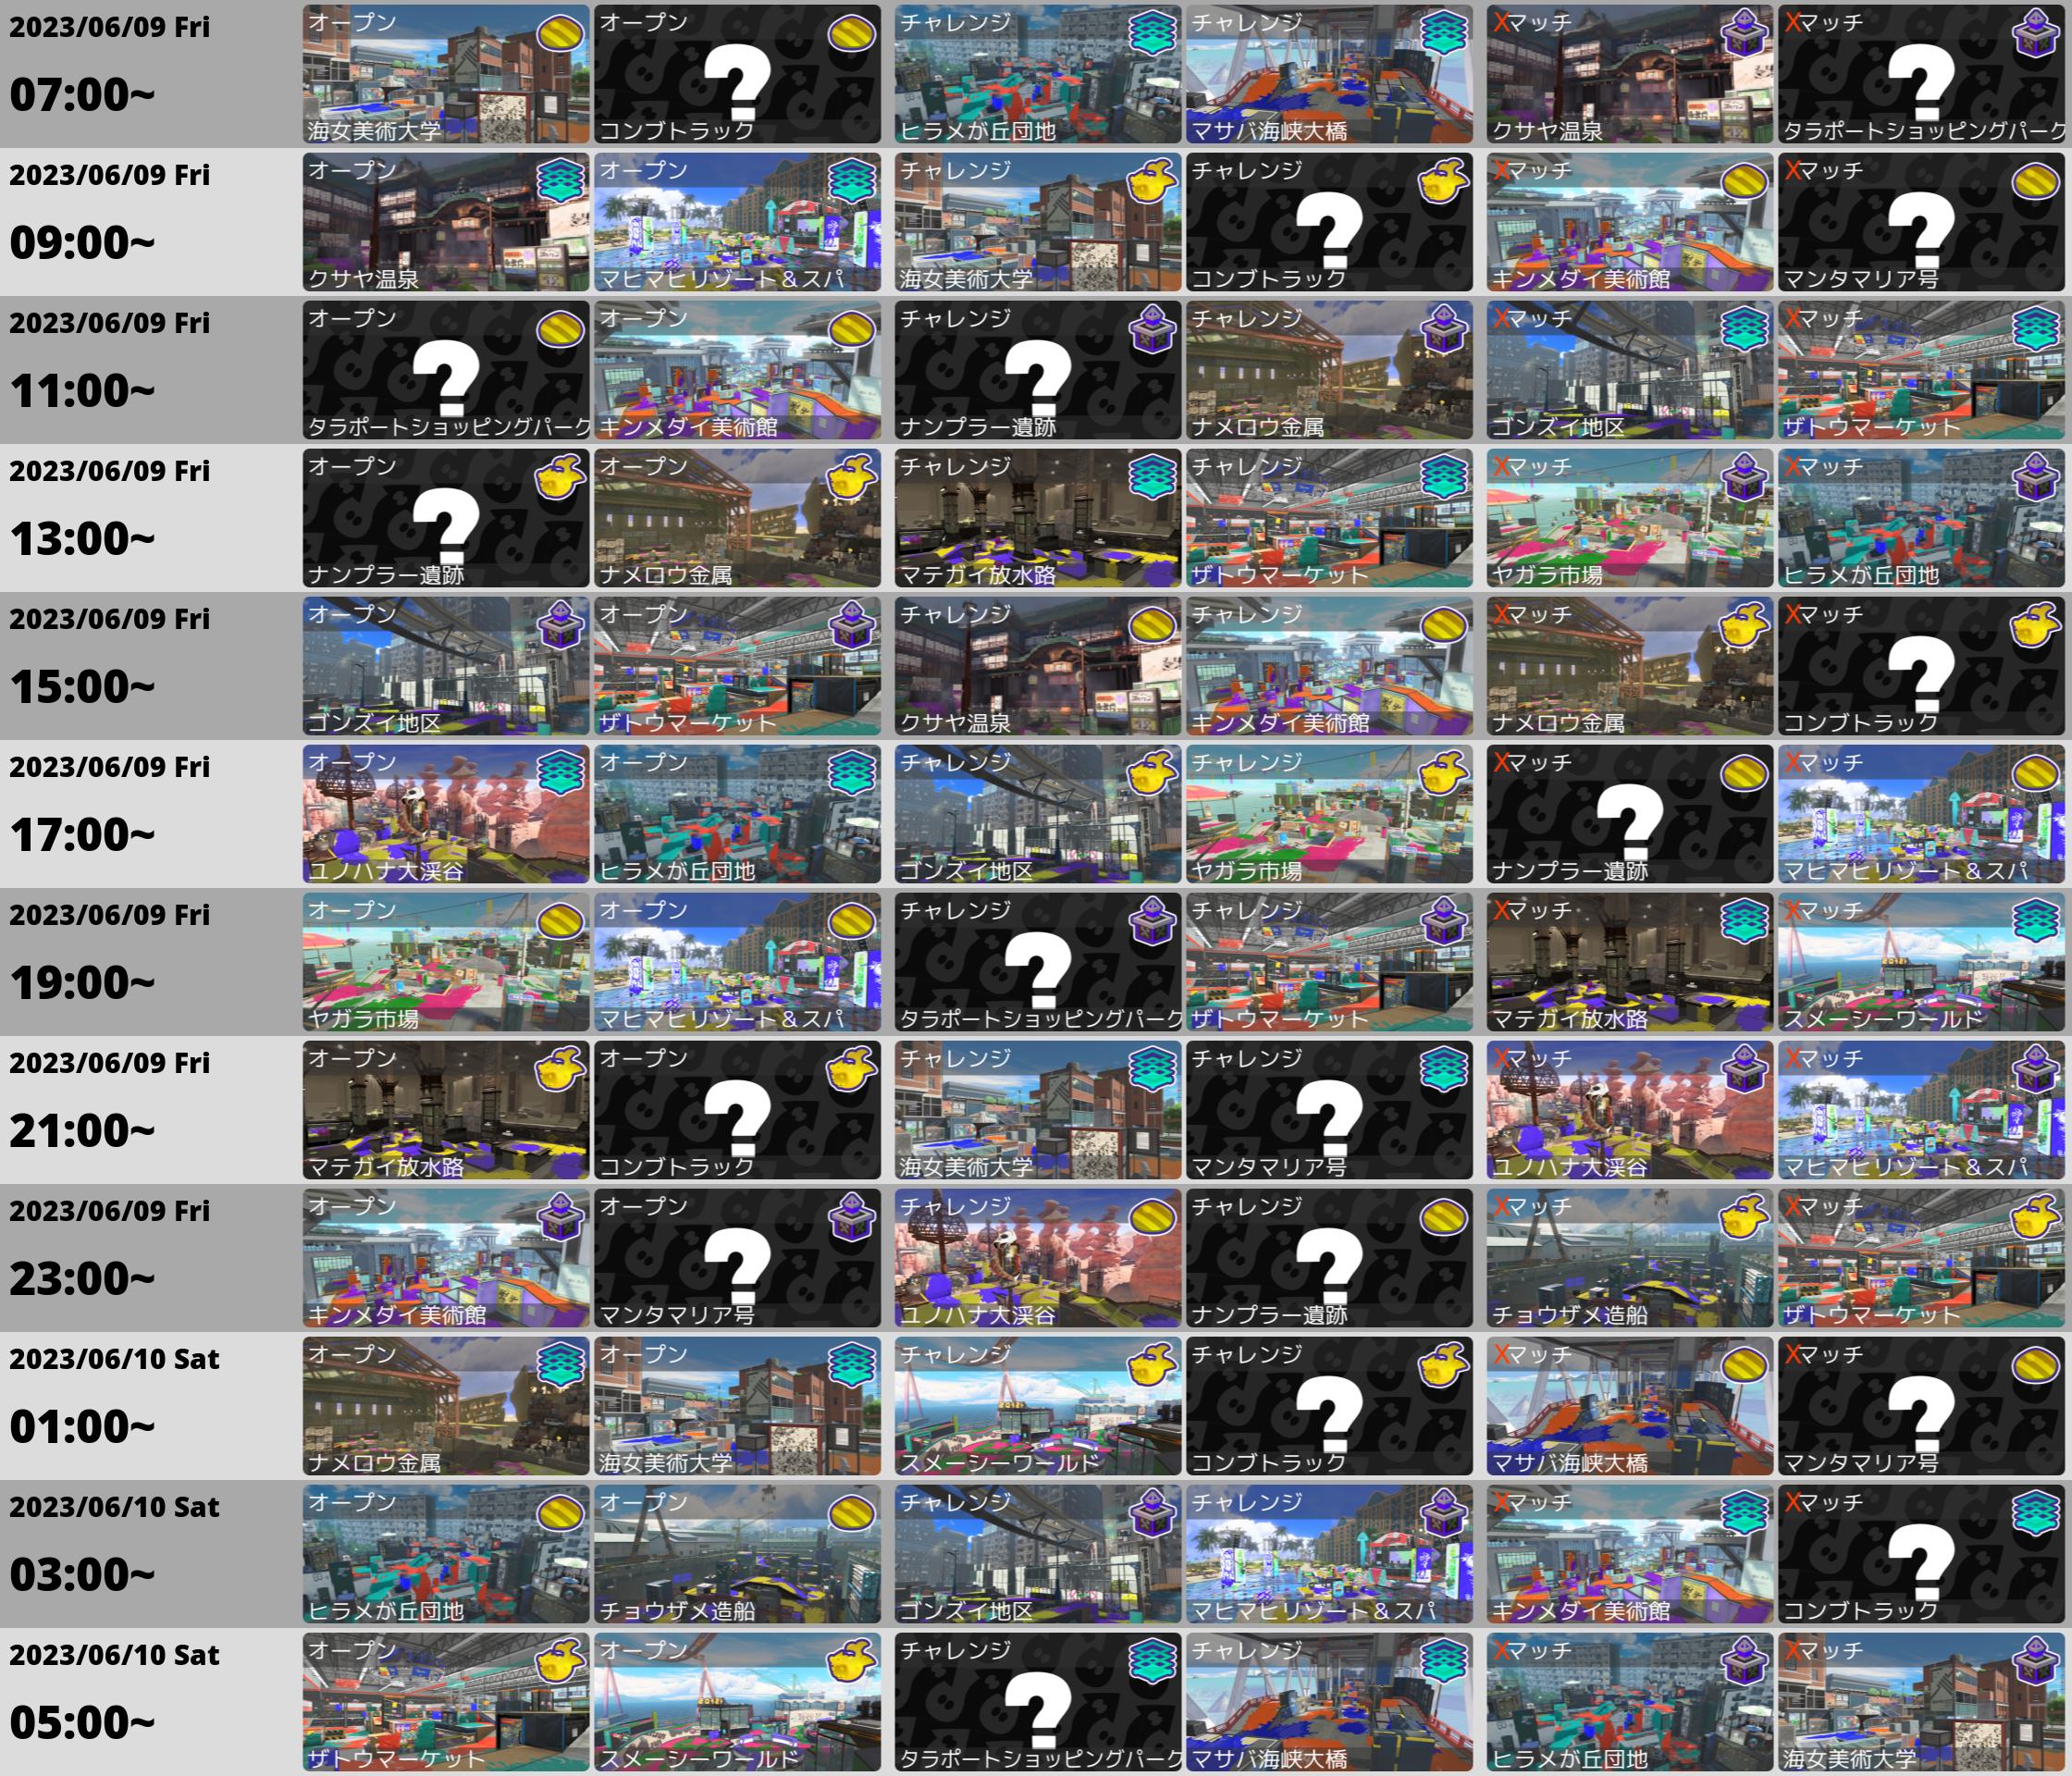 2023/06/09 Fri
07:00~
オープン オープン チャレンジ チャレンジ Xマッチ Xマッチ
海女美術大学 コンブトラック ヒラメが丘団地 マサバ海峡大橋 クサヤ温泉 タラポートショッピングパーク
2023/06/09 Fri
09:00~
オープン オープン チャレンジ チャレンジ Xマッチ Xマッチ
クサヤ温泉 マヒマヒリゾート＆スパ 海女美術大学 コンブトラック キンメダイ美術館 マンタマリア号
2023/06/09 Fri
11:00~
オープン オープン チャレンジ チャレンジ Xマッチ Xマッチ
タラポートショッピングパーク キンメダイ美術館 ナンプラー遺跡 ナメロウ金属 ゴンズイ地区 ザトウマーケット
2023/06/09 Fri
13:00~
オープン オープン チャレンジ チャレンジ Xマッチ Xマッチ
ナンプラー遺跡 ナメロウ金属 マテガイ放水路 ザトウマーケット ヤガラ市場 ヒラメが丘団地
2023/06/09 Fri
15:00~
オープン オープン チャレンジ チャレンジ Xマッチ Xマッチ
ゴンズイ地区 ザトウマーケット クサヤ温泉 キンメダイ美術館 ナメロウ金属 コンブトラック
2023/06/09 Fri
17:00~
オープン オープン チャレンジ チャレンジ Xマッチ Xマッチ
ユノハナ大渓谷 ヒラメが丘団地 ゴンズイ地区 ヤガラ市場 ナンプラー遺跡 マヒマヒリゾート＆スパ
2023/06/09 Fri
19:00~
オープン オープン チャレンジ チャレンジ Xマッチ Xマッチ
ヤガラ市場 マヒマヒリゾート＆スパ タラポートショッピングパーク ザトウマーケット マテガイ放水路 スメーシーワールド
2023/06/09 Fri
21:00~
オープン オープン チャレンジ チャレンジ Xマッチ Xマッチ
マテガイ放水路 コンブトラック 海女美術大学 マンタマリア号 ユノハナ大渓谷 マヒマヒリゾート＆スパ
2023/06/09 Fri
23:00~
オープン オープン チャレンジ チャレンジ Xマッチ Xマッチ
キンメダイ美術館 マンタマリア号 ユノハナ大渓谷 ナンプラー遺跡 チョウザメ造船 ザトウマーケット
2023/06/10 Sat
01:00~
オープン オープン チャレンジ チャレンジ Xマッチ Xマッチ
ナメロウ金属 海女美術大学 スメーシーワールド コンブトラック マサバ海峡大橋 マンタマリア号
2023/06/10 Sat
03:00~
オープン オープン チャレンジ チャレンジ Xマッチ Xマッチ
ヒラメが丘団地 チョウザメ造船 ゴンズイ地区 マヒマヒリゾート＆スパ キンメダイ美術館 コンブトラック
2023/06/10 Sat
05:00~
オープン オープン チャレンジ チャレンジ Xマッチ Xマッチ
ザトウマーケット スメーシーワールド タラポートショッピングパーク マサバ海峡大橋 ヒラメが丘団地 海女美術大学